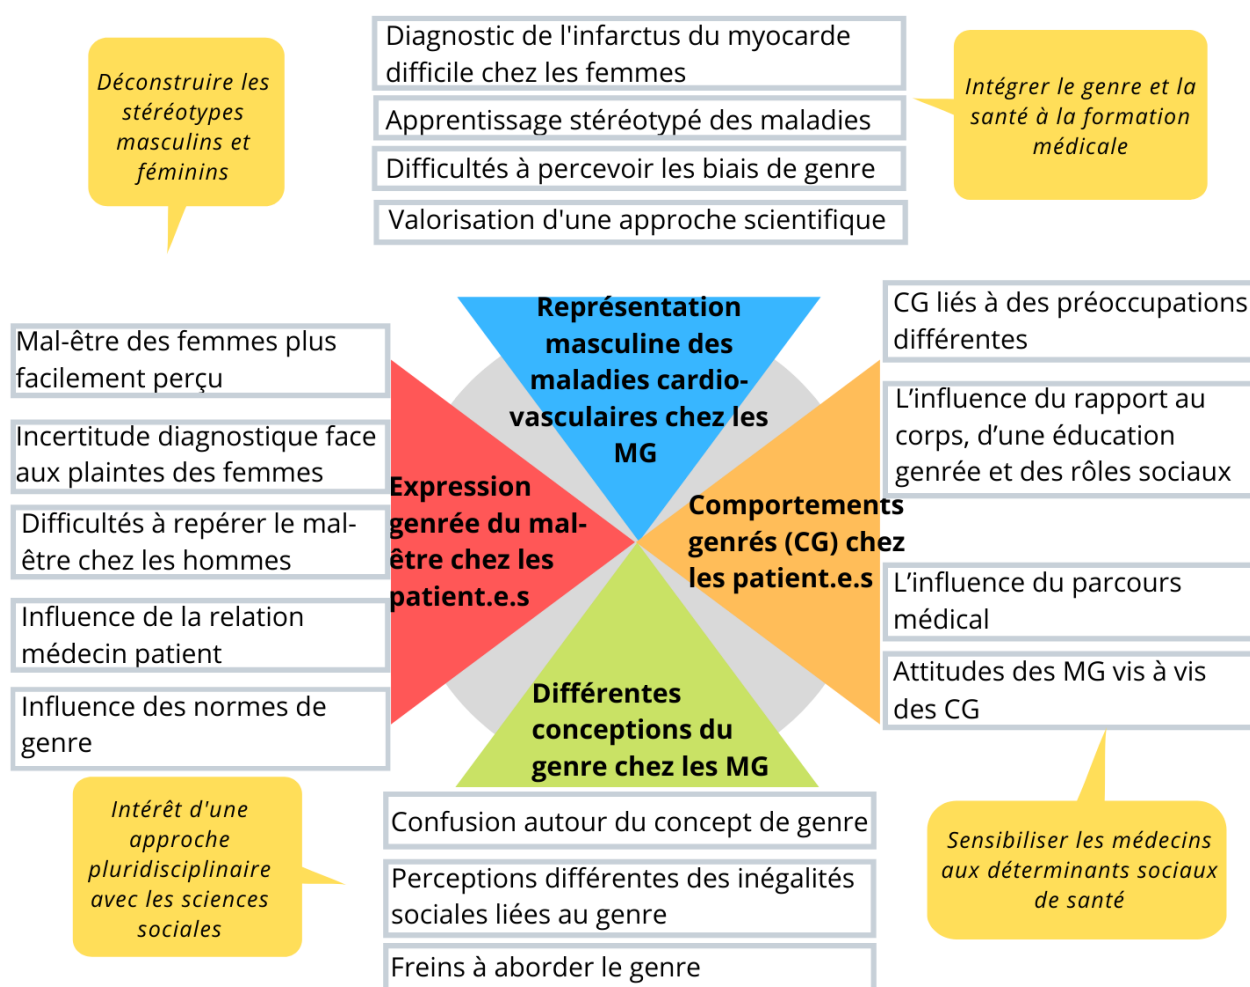 Déconstruire les
stéréotypes
masculins et
féminins
Diagnostic de l'infarctus du myocarde
difficile chez les femmes
Apprentissage stéréotypé des maladies
Difficultés à percevoir les biais de genre
Valorisation d'une approche scientifique
Intégrer le genre et la
santé à la formation
médicale
Mal-être des femmes plus
facilement perçu
Incertitude diagnostique face
aux plaintes des femmes
Difficultés à repérer le mal-
être chez les hommes
Influence de la relation
médecin patient
Influence des normes de
genre
Expression
genrée du mal-
être chez les
patient.e.s
Représentation
masculine des
maladies cardio-
vasculaires chez les
MG
Comportements
genrés (CG) chez
les patient.e.s
CG liés à des préoccupations
différentes
L’influence du rapport au
corps, d’une éducation
genrée et des rôles sociaux
L’influence du parcours
médical
Attitudes des MG vis à vis
des CG
Différentes
conceptions du
genre chez les MG
Confusion autour du concept de genre
Perceptions différentes des inégalités
sociales liées au genre
Freins à aborder le genre
Intérêt d'une
approche
pluridisciplinaire
avec les sciences
sociales
Sensibiliser les médecins
aux déterminants sociaux
de santé